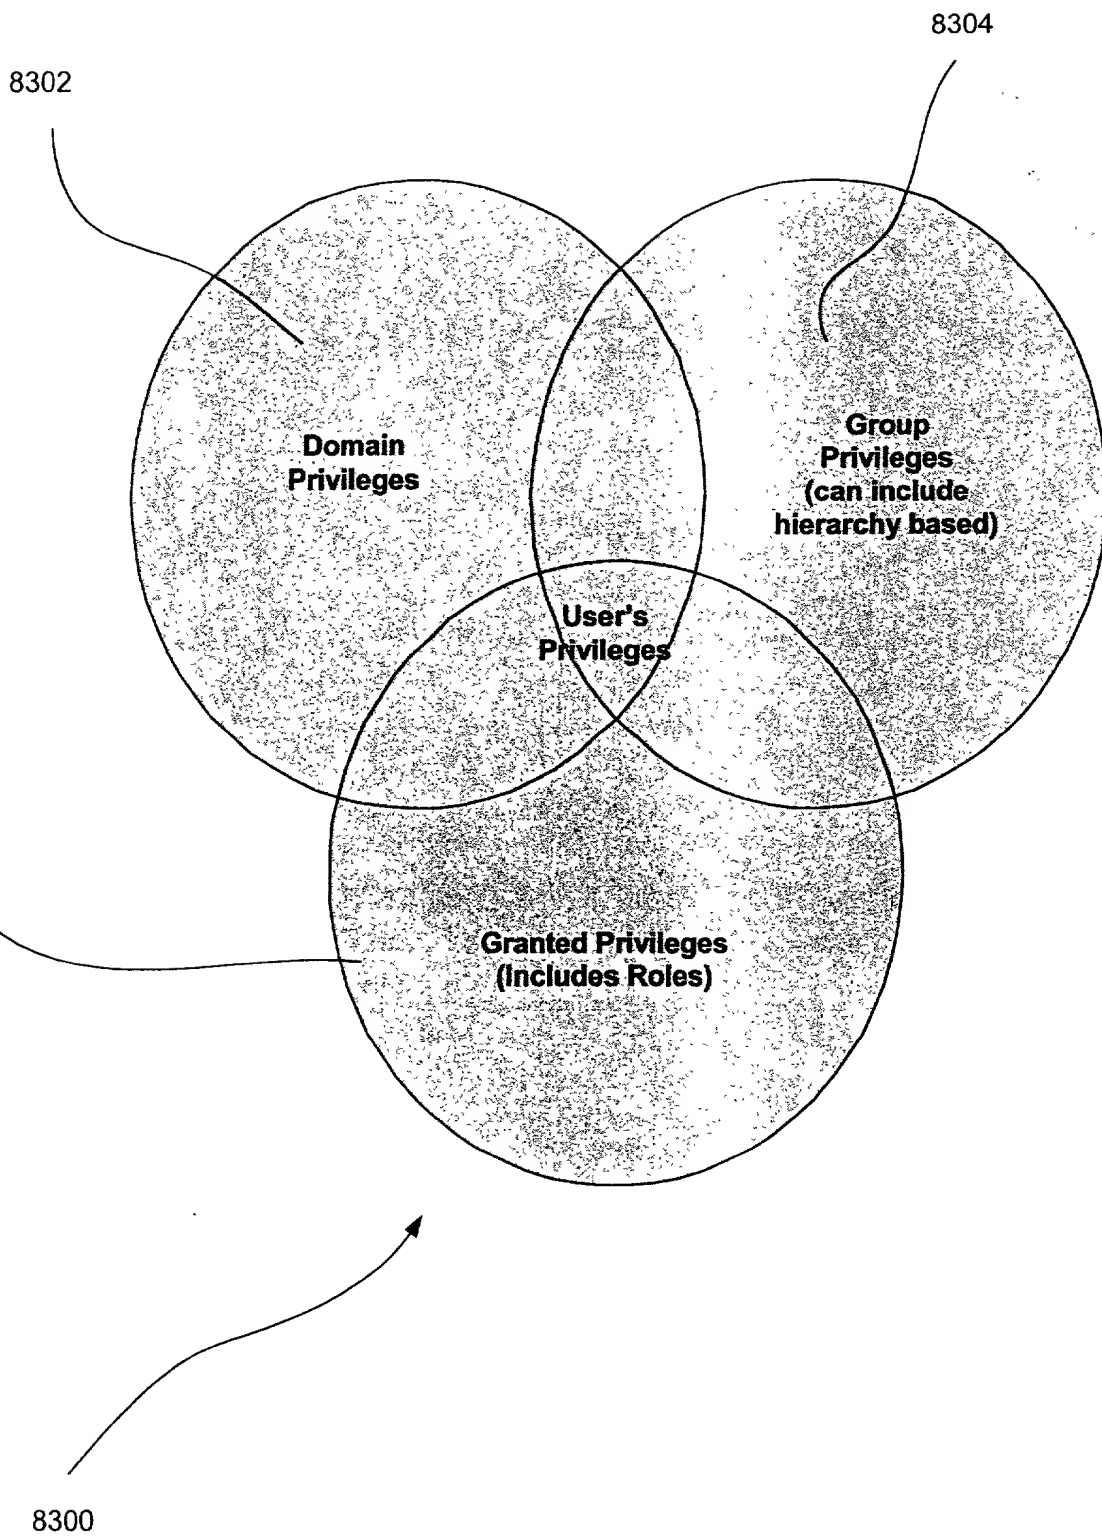 8304
8302
Domain
Privileges
Group
Privileges
(can include
hierarchy based)
User's
Privileges
Granted Privileges
(Includes Roles)
8300